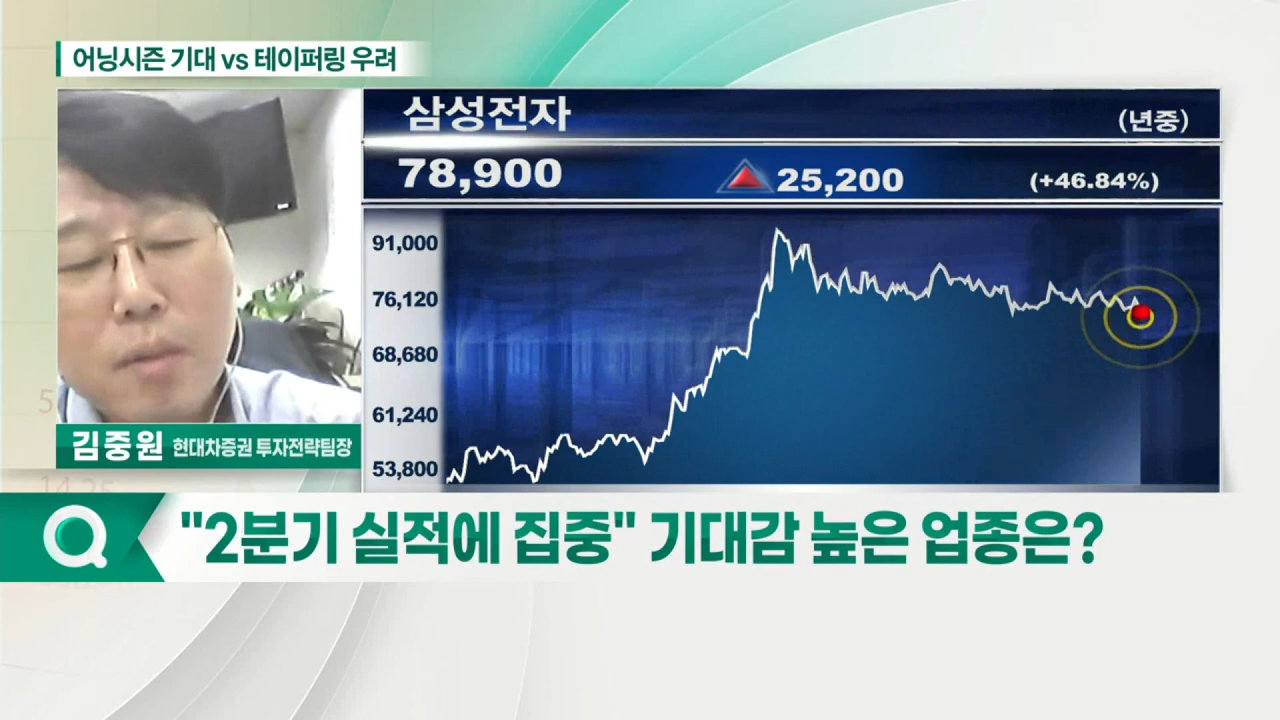 어닝시즌 기대 vs 테이퍼링 우려
삼성전자 (년중)
78,900 25,200 (+46.84%)
91,000
76,120
68,680
61,240
53,800
김중원 현대차증권 투자전략팀장
Q "2분기 실적에 집중" 기대감 높은 업종은?